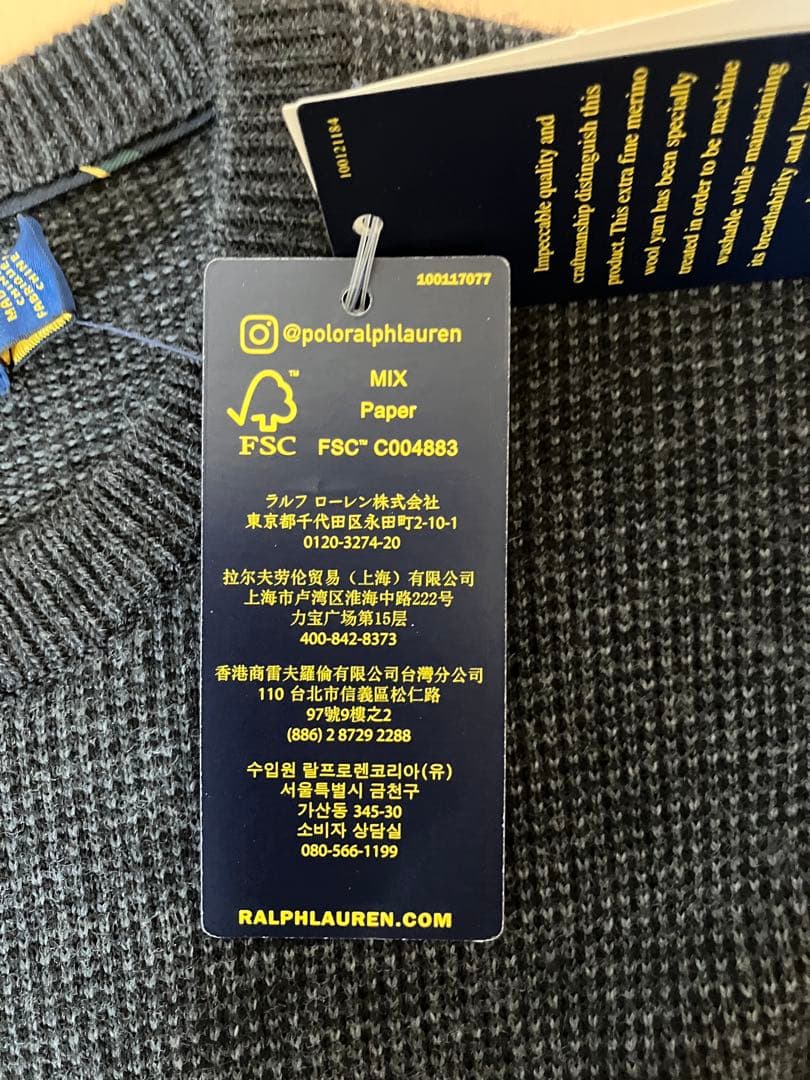 100121184
Impeccable quality and
craftmanship distinguish this
product. This extra fine merino
wool yarn has been specially
treated in order to be machine
washable while maintaining
its breathability and
FABRIQUÉ
CHINE
100117077
@poloralphlauren
MIX
Paper
FSC
FSC™ C004883
ラルフ ローレン株式会社
東京都千代田区永田町2-10-1
0120-3274-20
拉尔夫劳伦贸易（上海）有限公司
上海市卢湾区淮海中路222号
力宝广场第15层
400-842-8373
香港商雷夫羅倫有限公司台灣分公司
110 台北市信義區松仁路
97號9樓之2
(886) 2 8729 2288
수입원 랄프로렌코리아(유)
서울특별시 금천구
가산동 345-30
소비자 상담실
080-566-1199
RALPHLAUREN.COM